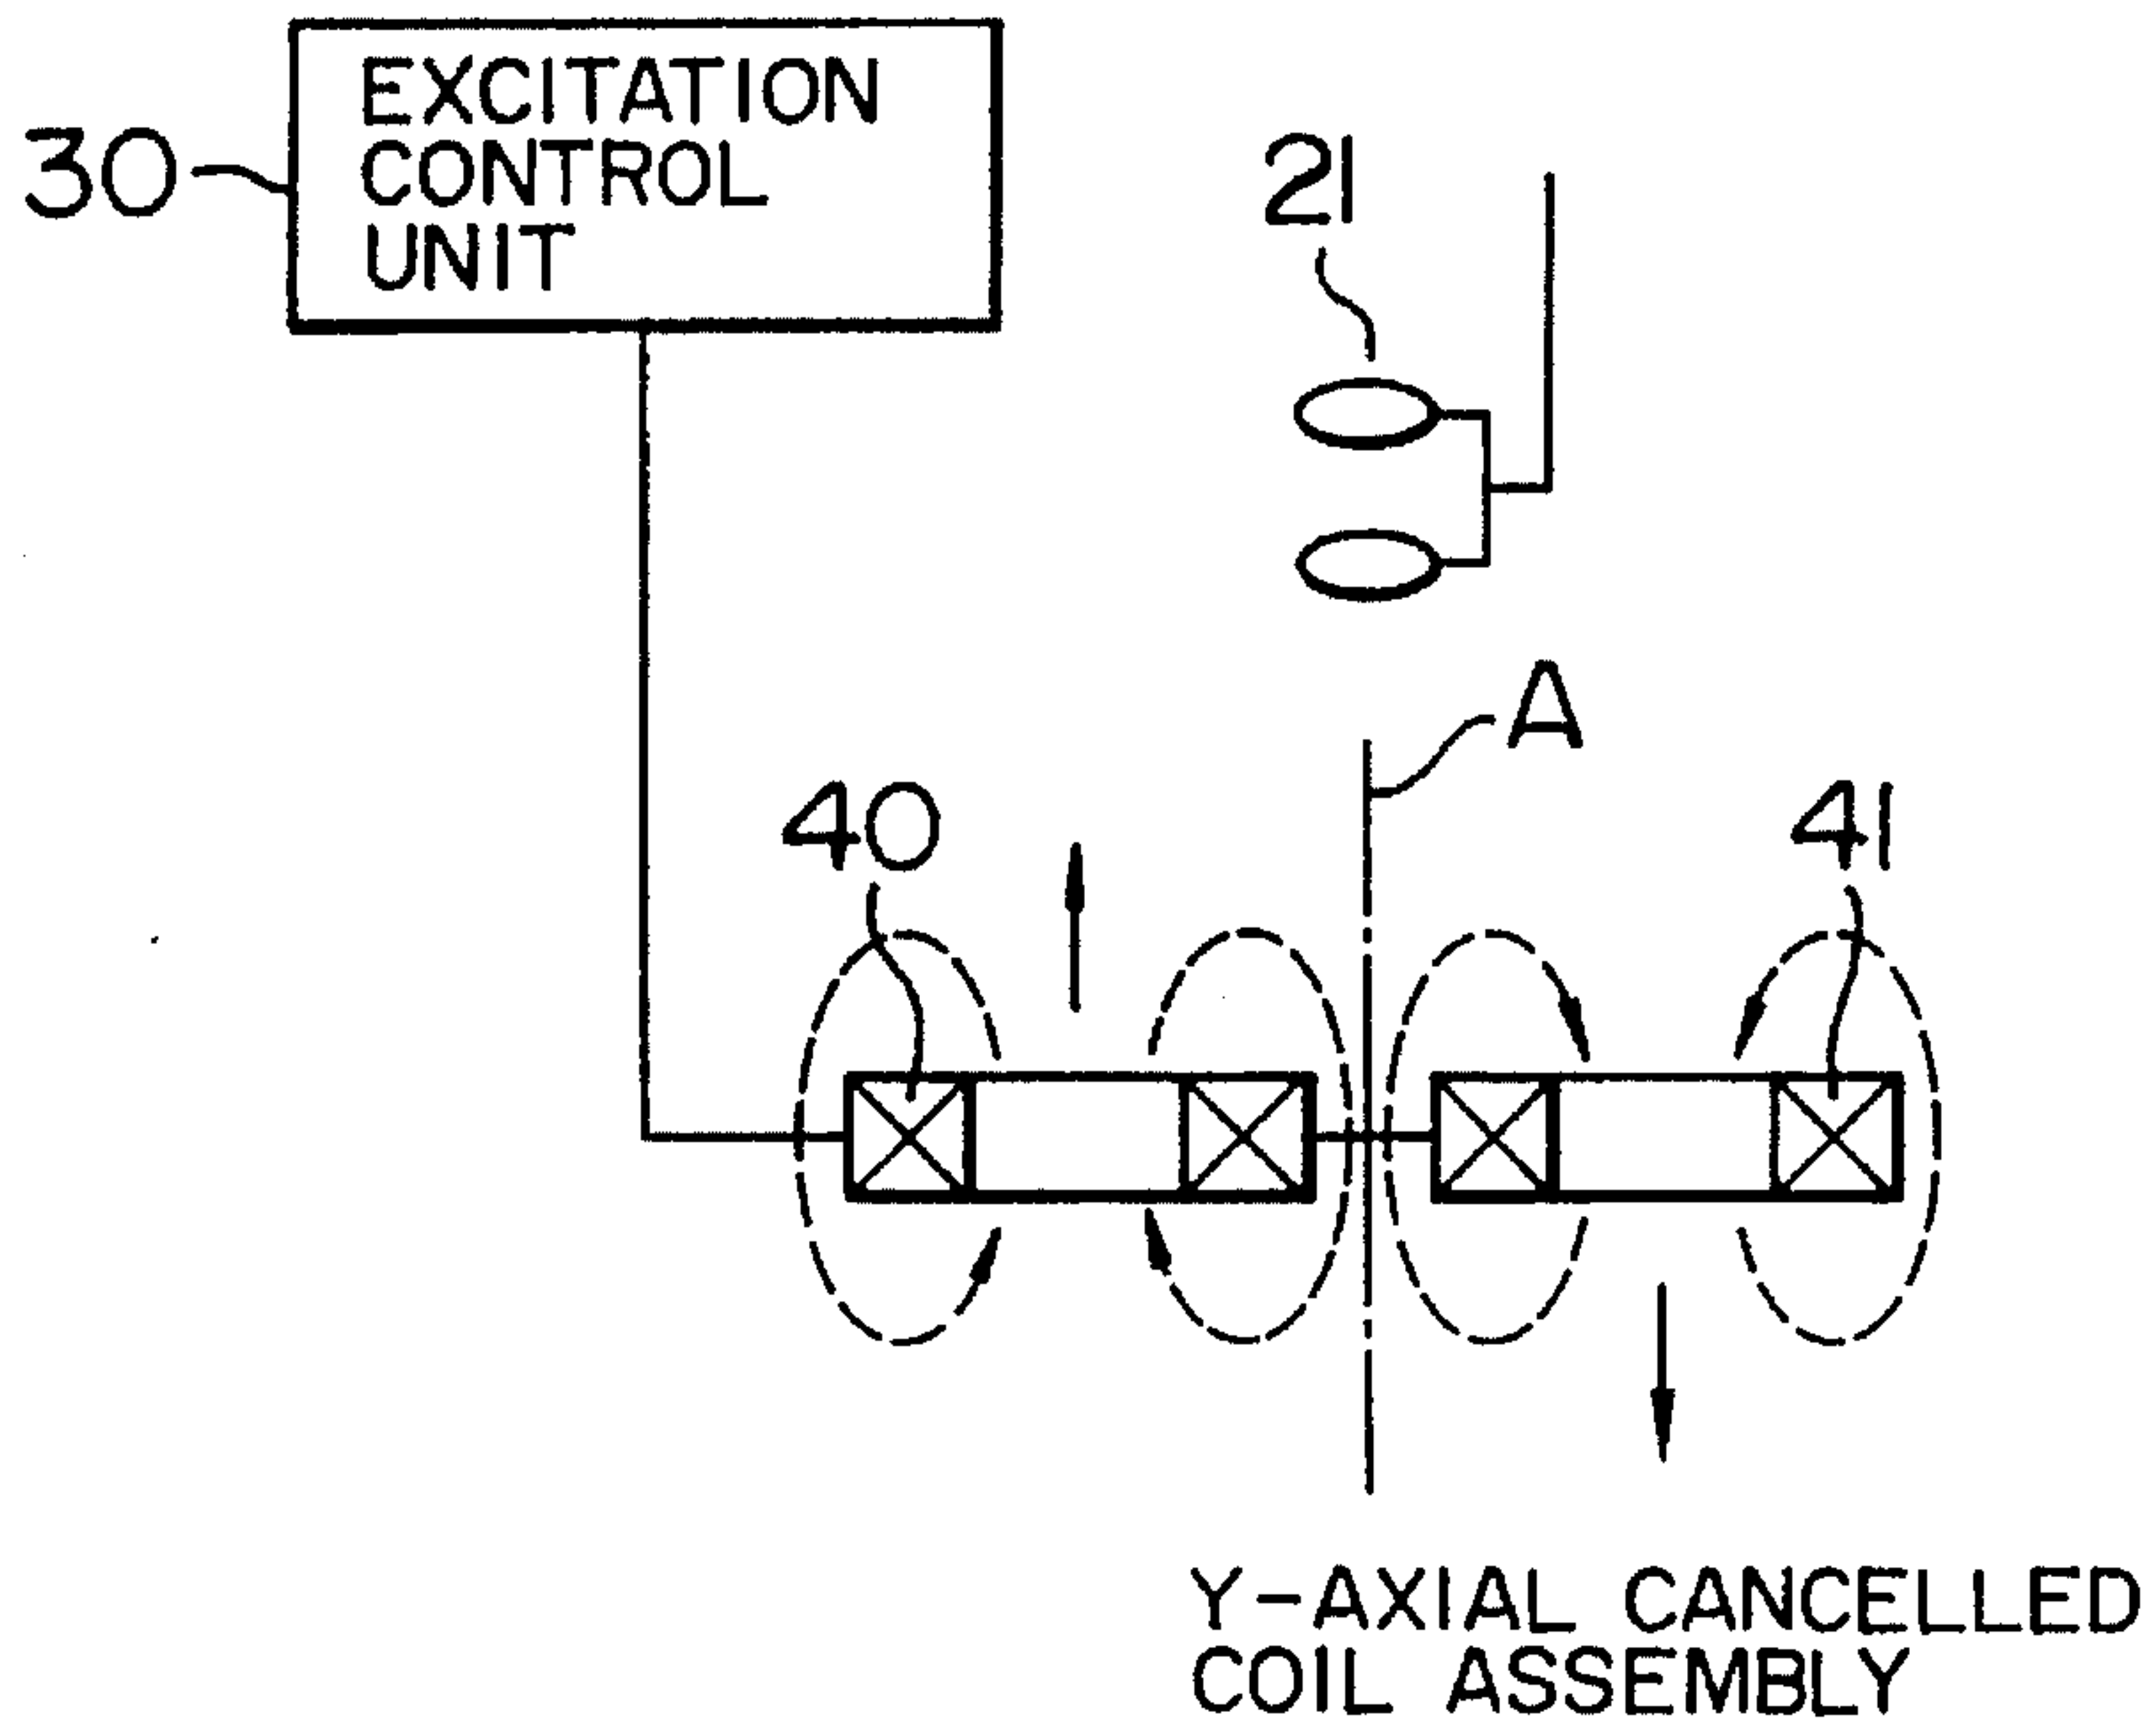 EXCITATION
CONTROL
UNIT
30
21
A
40
41
Y-AXIAL CANCELLED
COIL ASSEMBLY